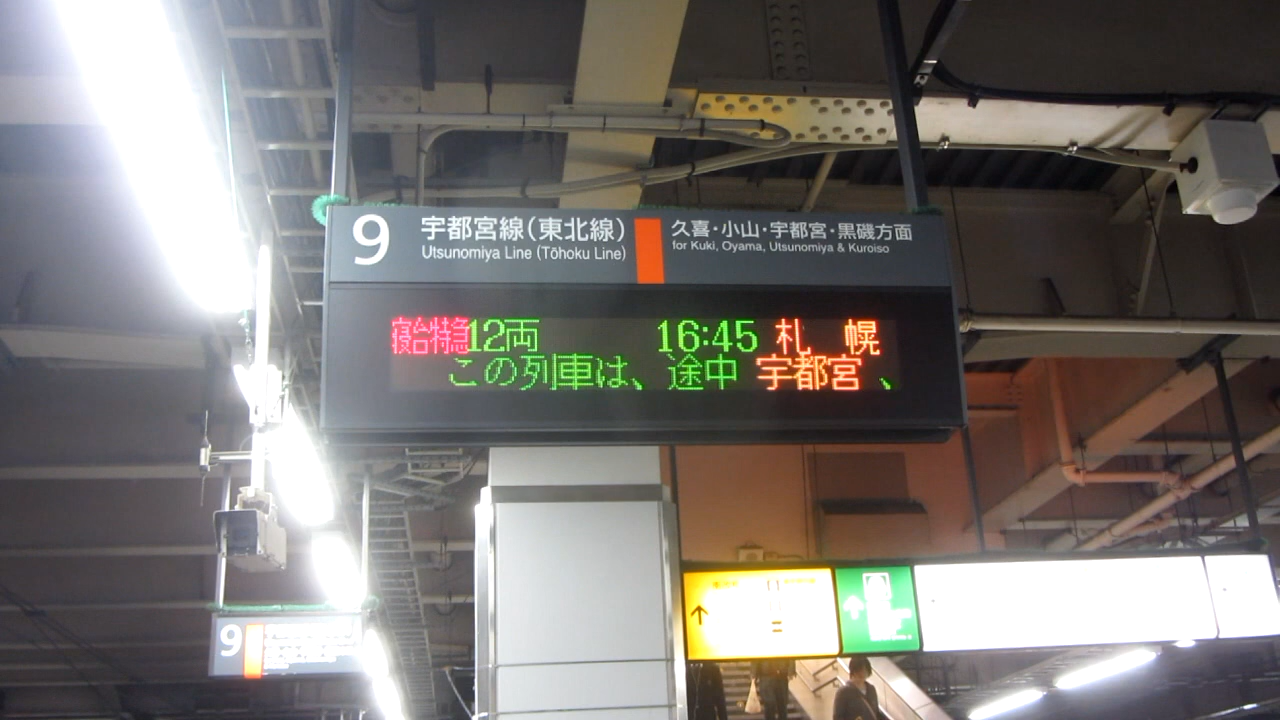 9
宇都宮線(東北線)
Utsunomiya Line (Tōhoku Line)
久喜・小山・宇都宮・黒磯方面
for Kuki, Oyama, Utsunomiya & Kuroiso
寝台特急 12両 16:45 札 幌
この列車は、途中 宇都宮 、
9